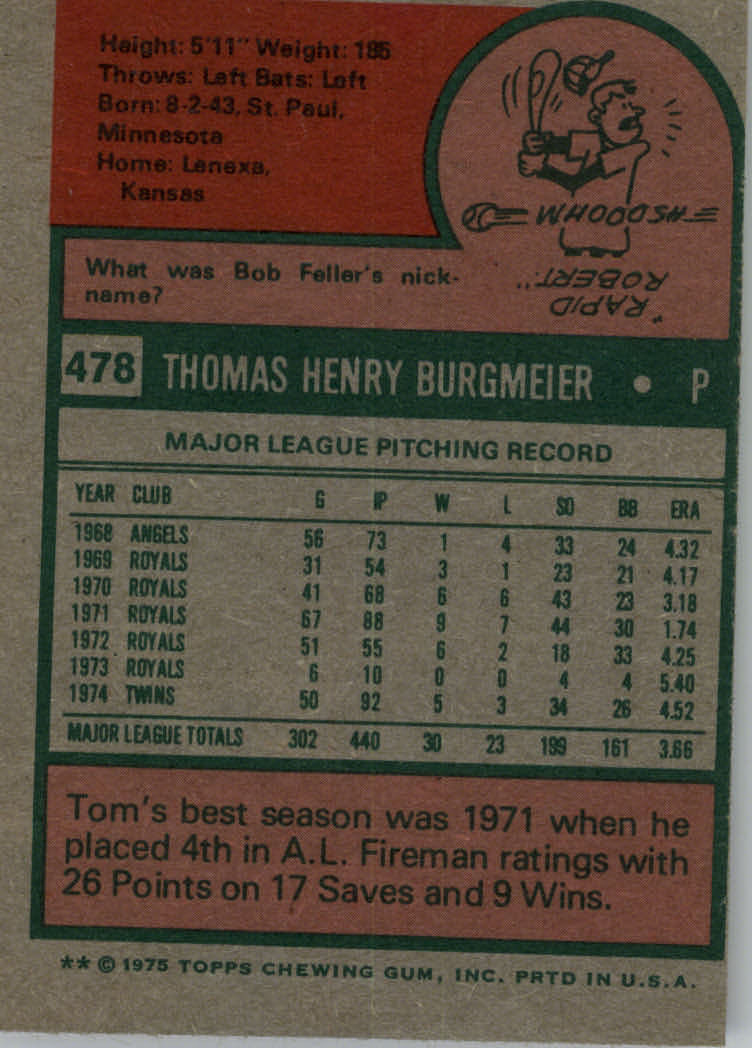 Height: 5'11" Weight: 185
Throws: Left Bats: Left
Born: 8-2-43, St. Paul,
Minnesota
Home: Lenexa,
Kansas
WHOOOOSH
What was Bob Feller's nick-
name?
"RAPID
ROBERT."
478 THOMAS HENRY BURGMEIER • P
MAJOR LEAGUE PITCHING RECORD
YEAR CLUB G IP W L SO BB ERA
1968 ANGELS 56 73 1 4 33 24 4.32
1969 ROYALS 31 54 3 1 23 21 4.17
1970 ROYALS 41 68 6 6 43 23 3.18
1971 ROYALS 67 88 9 7 44 30 1.74
1972 ROYALS 51 55 6 2 18 33 4.25
1973 ROYALS 6 10 0 0 4 4 5.40
1974 TWINS 50 92 5 3 34 26 4.52
MAJOR LEAGUE TOTALS 302 440 30 23 199 161 3.66
Tom's best season was 1971 when he
placed 4th in A.L. Fireman ratings with
26 Points on 17 Saves and 9 Wins.
** © 1975 TOPPS CHEWING GUM, INC. PRTD IN U.S.A.